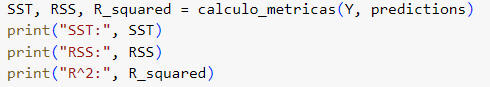 SST, RSS, R_squared = calculo_metricas(Y, predictions)
print("SST:", SST)
print("RSS:", RSS)
print("R^2:", R_squared)